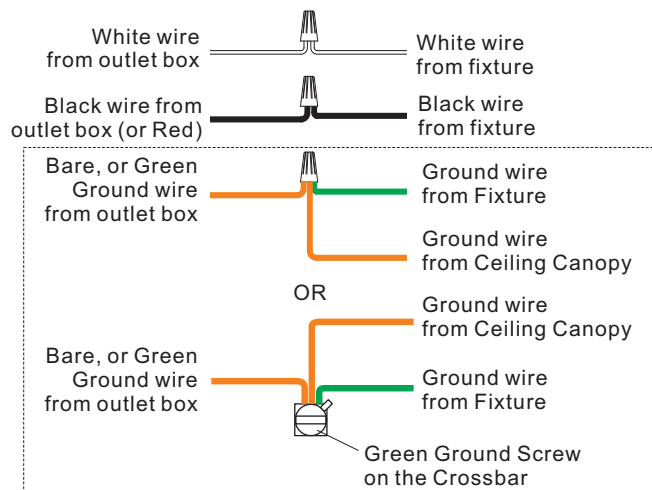 White wire
from outlet box
White wire
from fixture
Black wire from
outlet box (or Red)
Black wire
from fixture
Bare, or Green
Ground wire
from outlet box
Ground wire
from Fixture
Ground wire
from Ceiling Canopy
OR
Ground wire
from Ceiling Canopy
Bare, or Green
Ground wire
from outlet box
Ground wire
from Fixture
Green Ground Screw
on the Crossbar